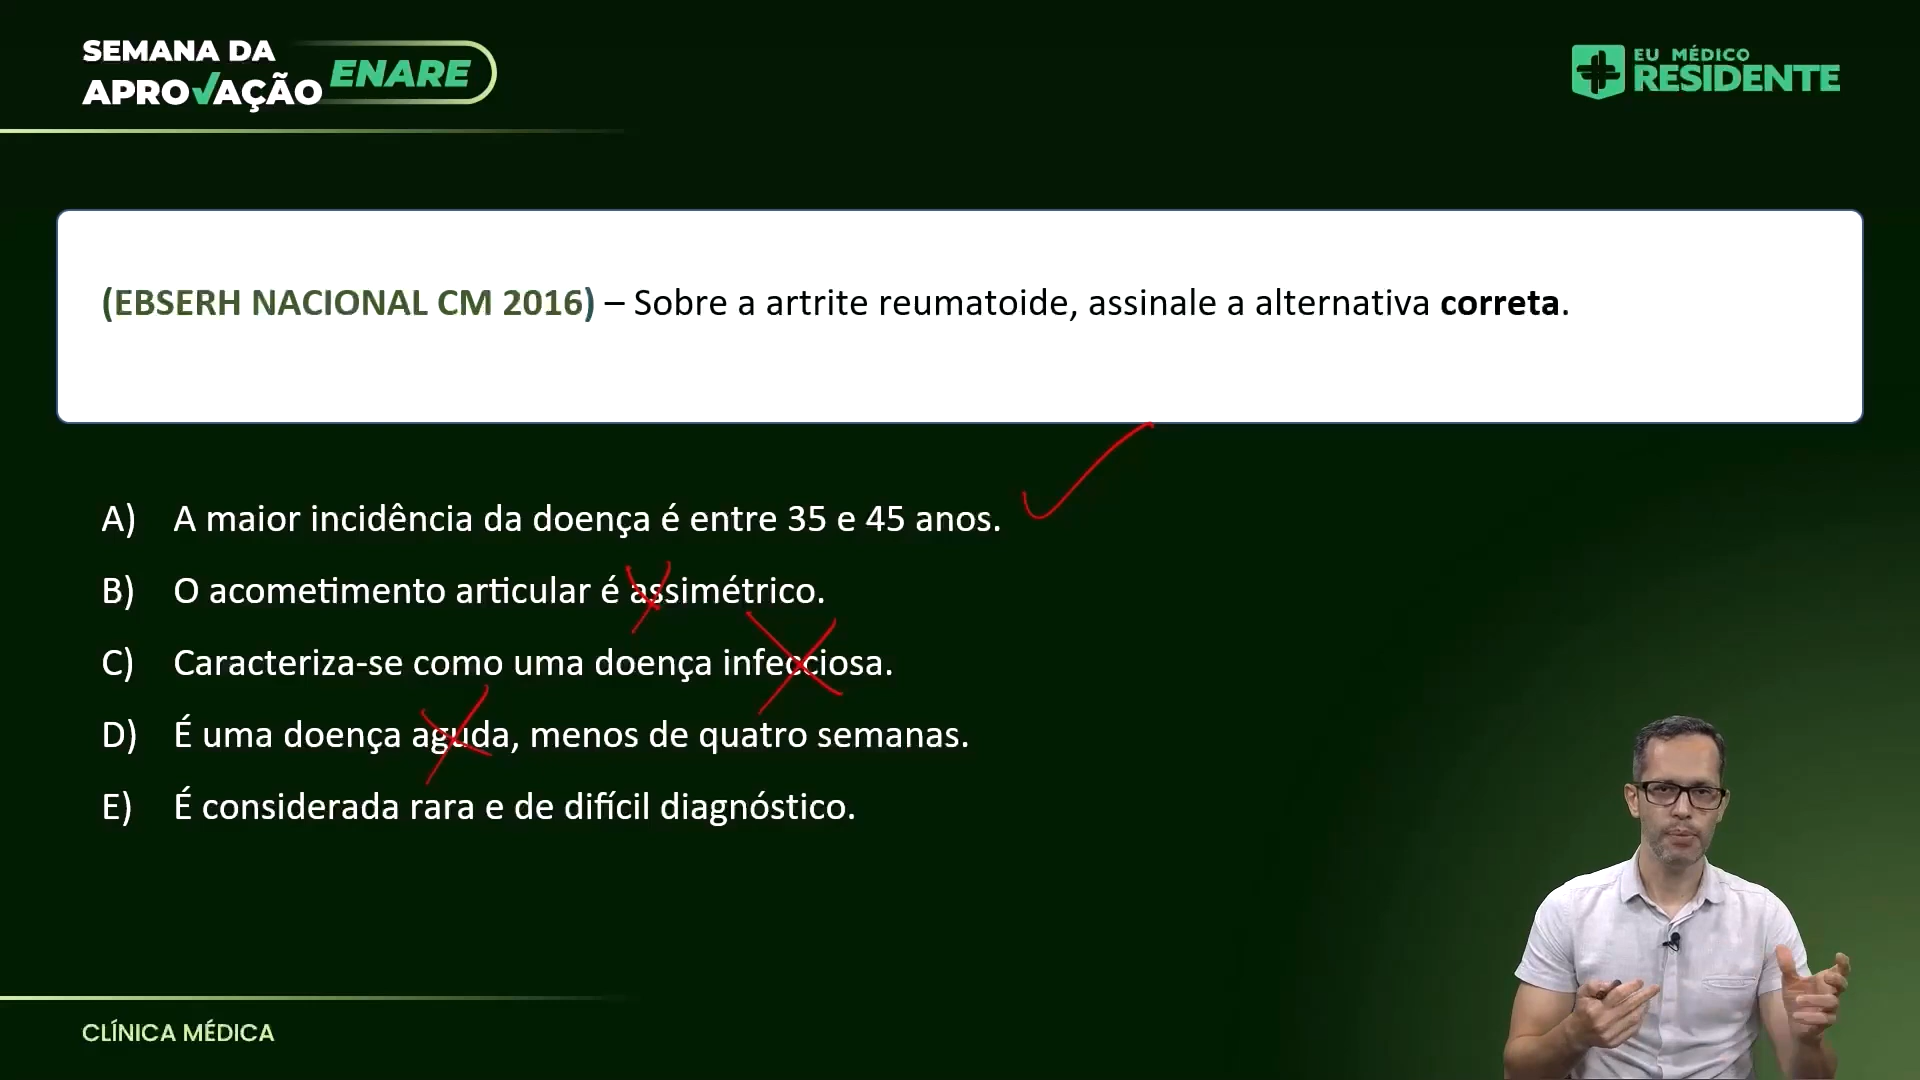 SEMANA DA
APROVAÇÃO ENARE
EU MÉDICO
RESIDENTE
(EBSERH NACIONAL CM 2016) – Sobre a artrite reumatoide, assinale a alternativa correta.
A) A maior incidência da doença é entre 35 e 45 anos.
B) O acometimento articular é assimétrico.
C) Caracteriza-se como uma doença infecciosa.
D) É uma doença aguda, menos de quatro semanas.
E) É considerada rara e de difícil diagnóstico.
CLÍNICA MÉDICA